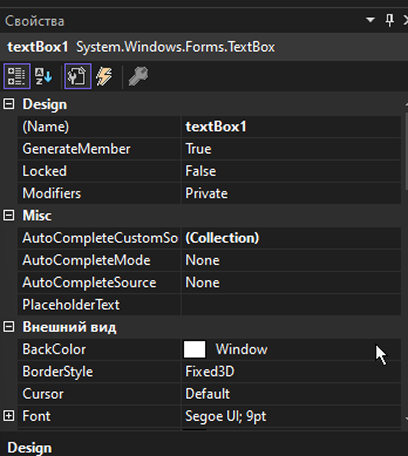 Свойства
textBox1 System.Windows.Forms.TextBox
Design
(Name) textBox1
GenerateMember True
Locked False
Modifiers Private
Misc
AutoCompleteCustomSo (Collection)
AutoCompleteMode None
AutoCompleteSource None
PlaceholderText
Внешний вид
BackColor Window
BorderStyle Fixed3D
Cursor Default
Font Segoe UI; 9pt
Design